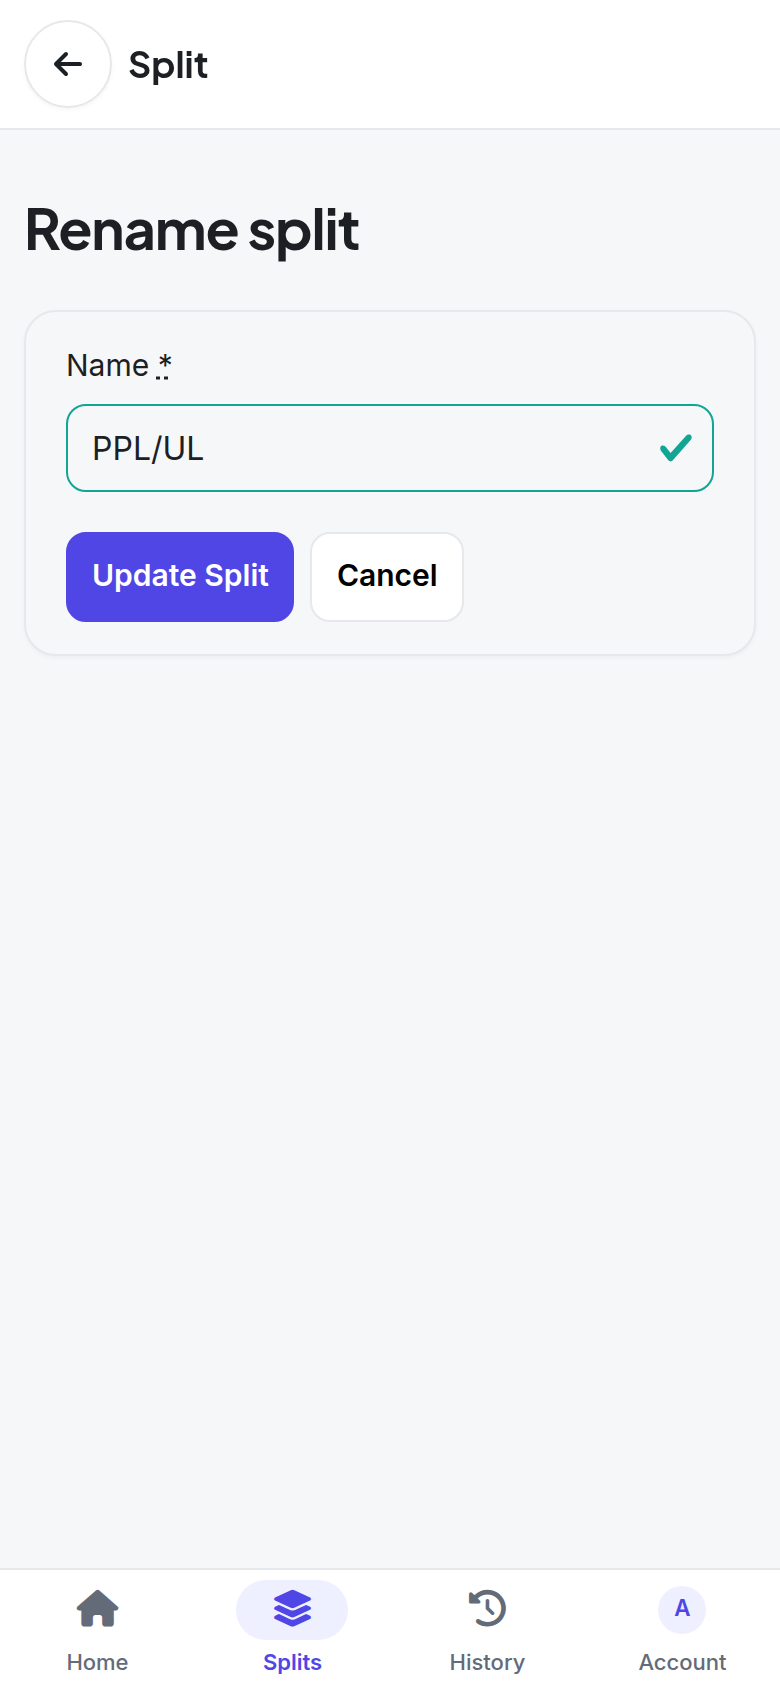 Split
Rename split
Name *
PPL/UL
Update Split
Cancel
A
Home
Splits
History
Account